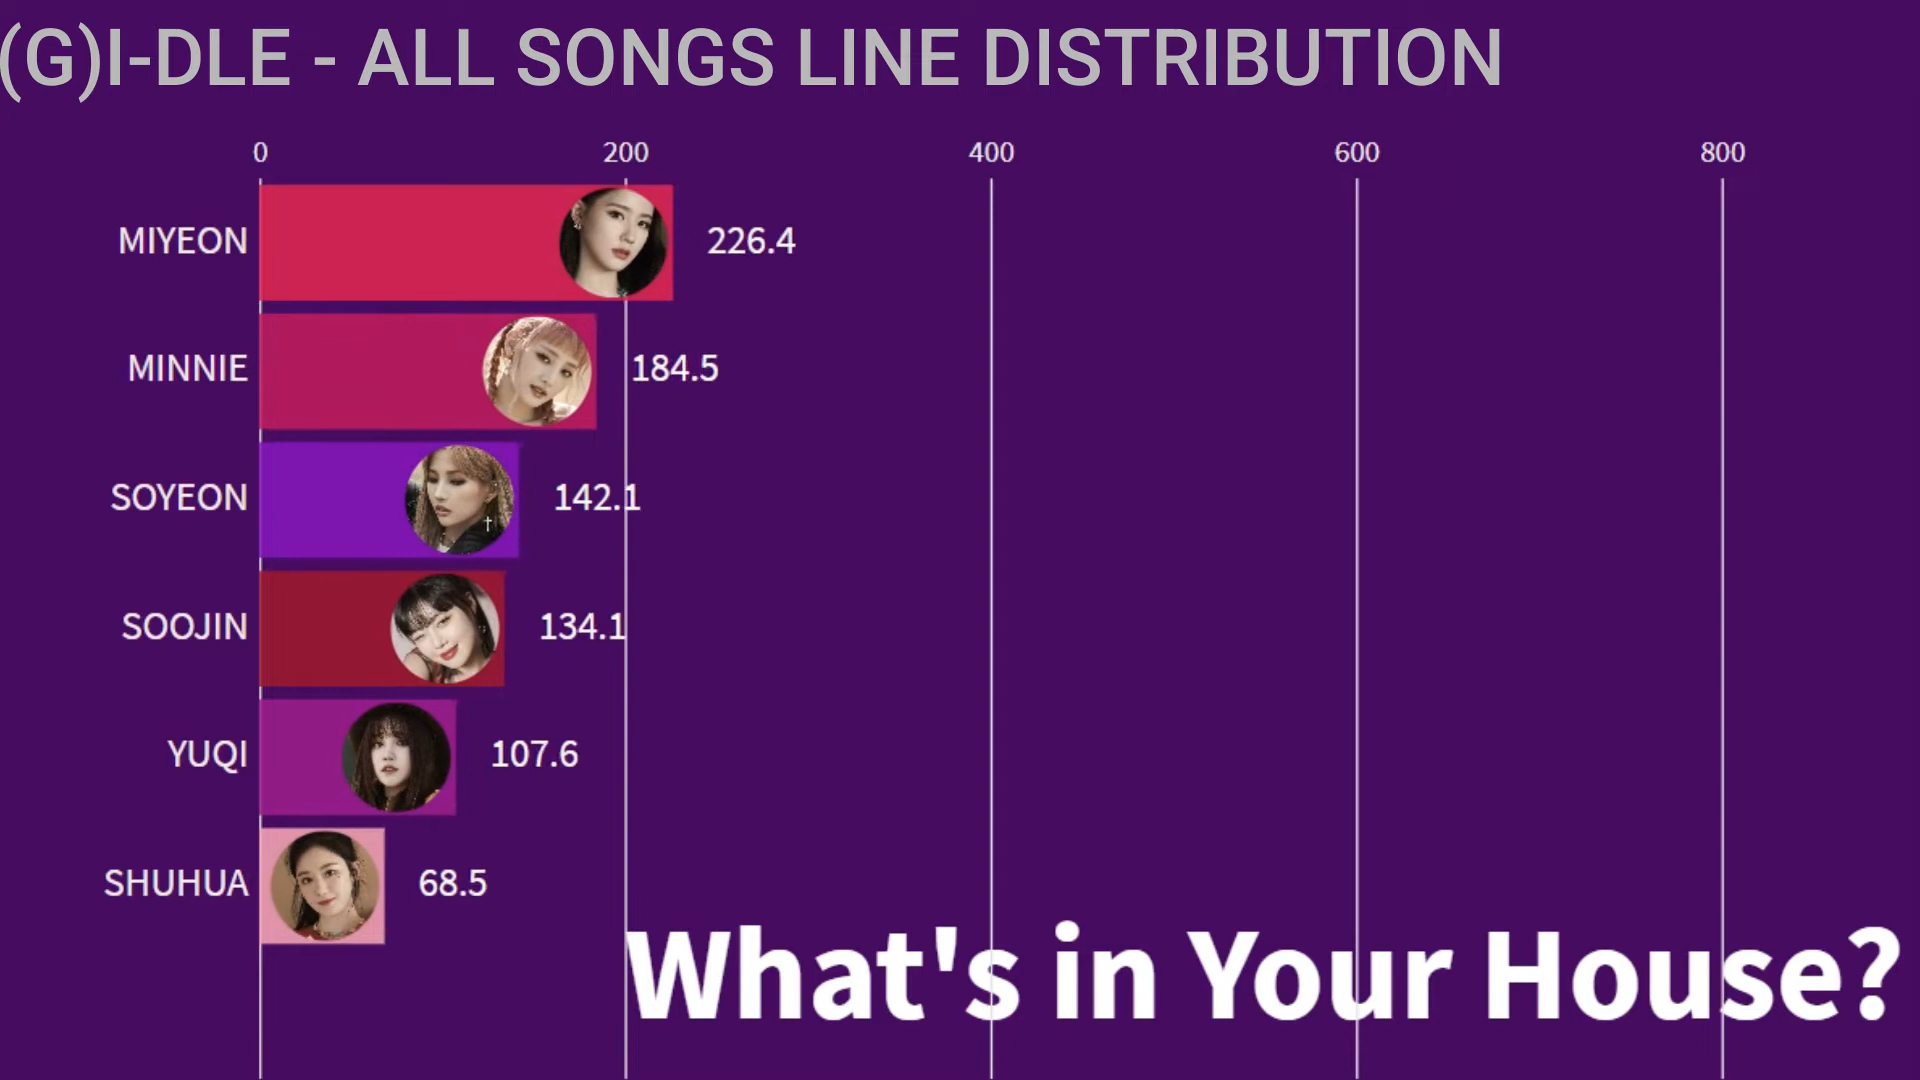 (G)I-DLE - ALL SONGS LINE DISTRIBUTION
0 200 400 600 800
MIYEON 226.4
MINNIE 184.5
SOYEON 142.1
SOOJIN 134.1
YUQI 107.6
SHUHUA 68.5
What's in Your House?